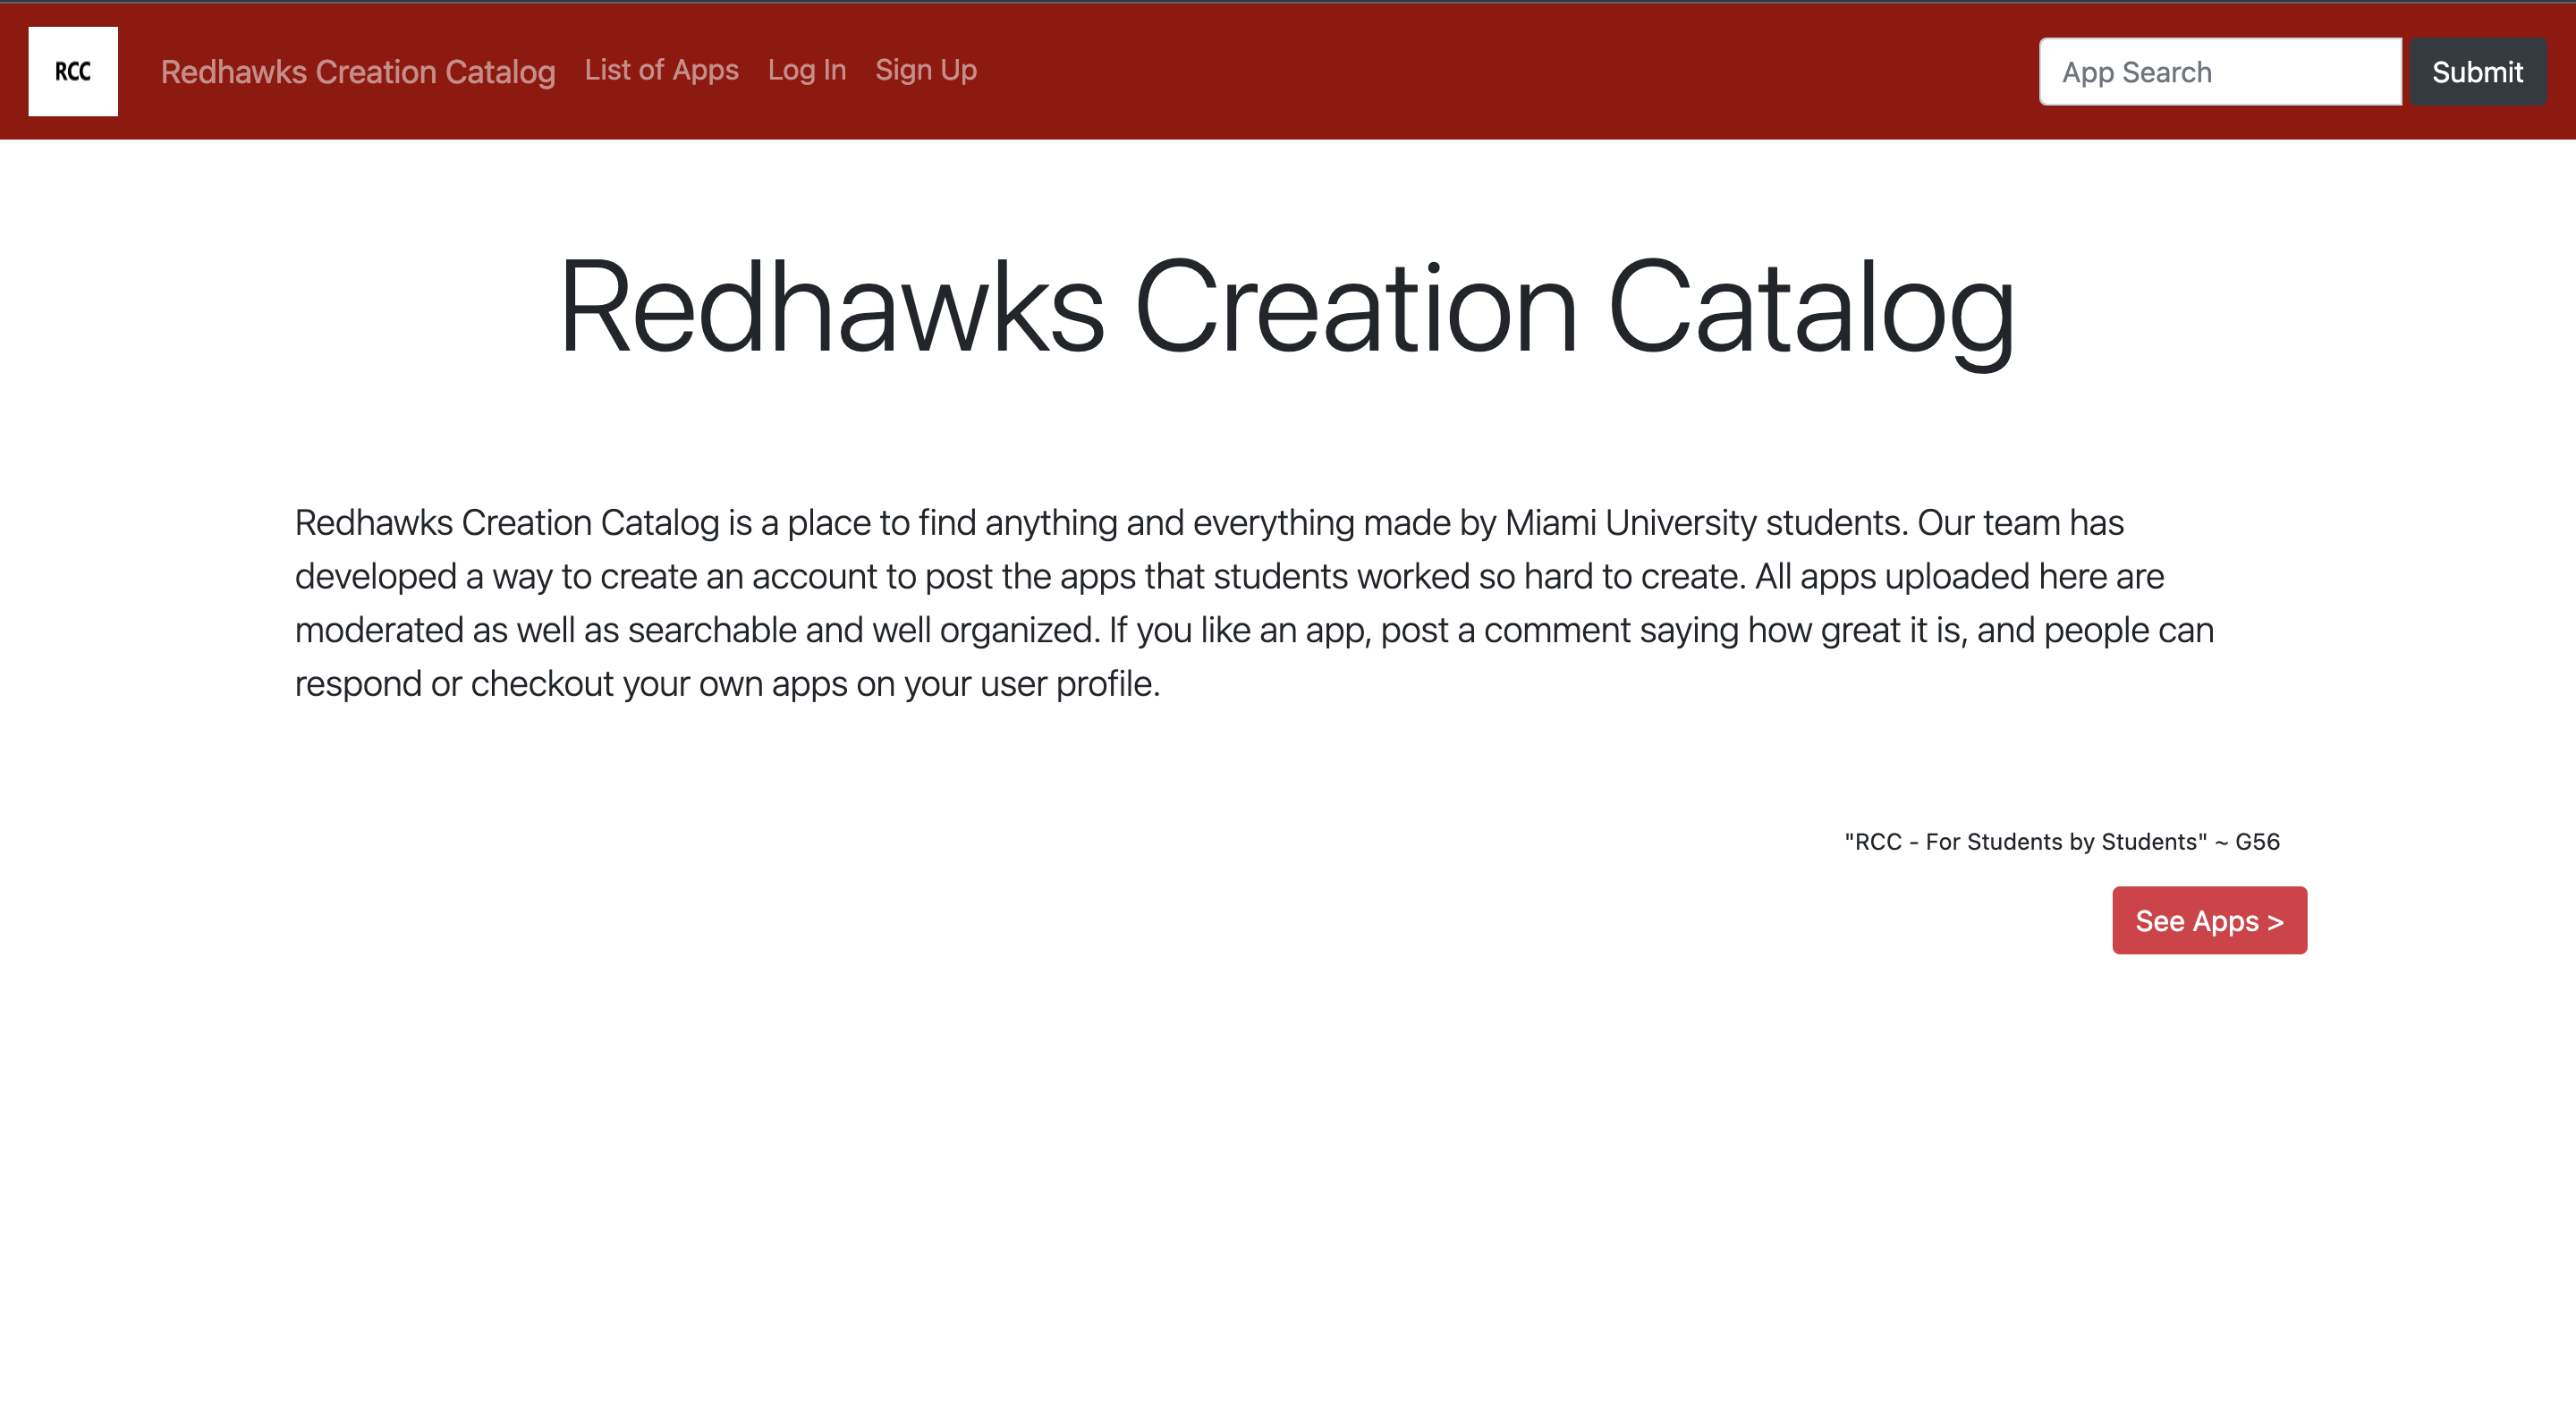 RCC
Redhawks Creation Catalog List of Apps Log In Sign Up App Search Submit
Redhawks Creation Catalog
Redhawks Creation Catalog is a place to find anything and everything made by Miami University students. Our team has
developed a way to create an account to post the apps that students worked so hard to create. All apps uploaded here are
moderated as well as searchable and well organized. If you like an app, post a comment saying how great it is, and people can
respond or checkout your own apps on your user profile.
"RCC - For Students by Students" ~ G56
See Apps >